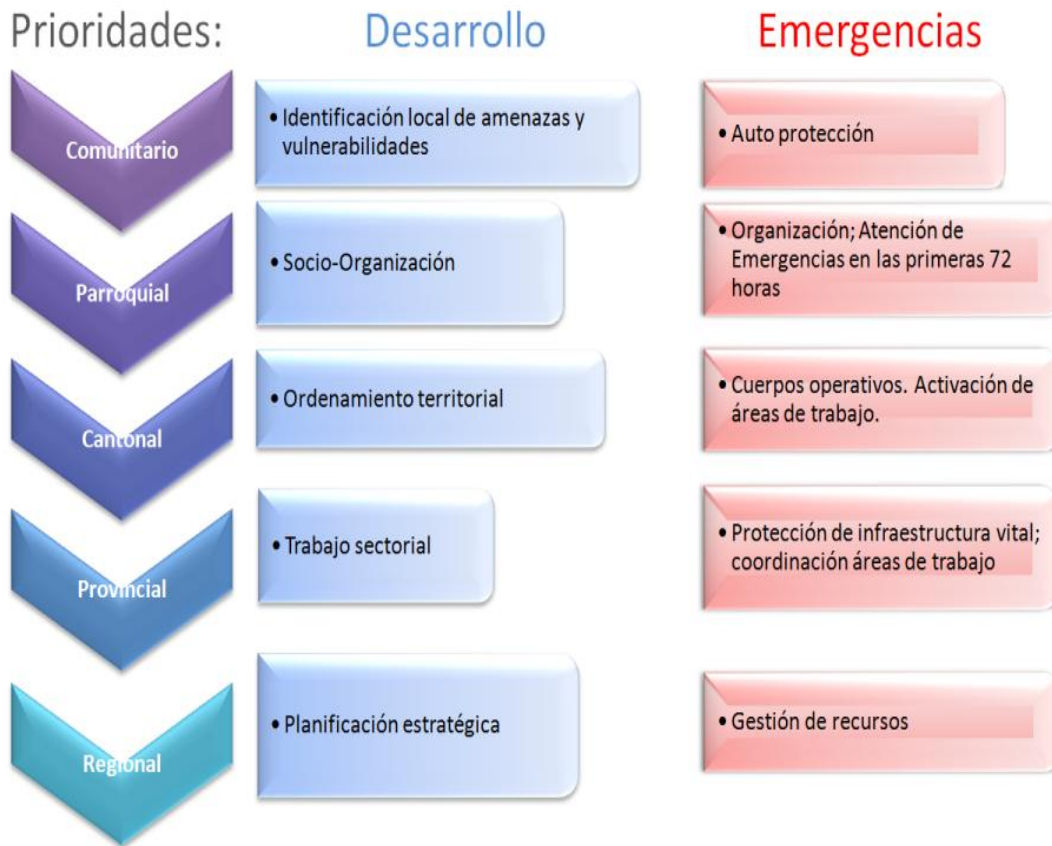 Prioridades:
Desarrollo
Emergencias
Comunitario
• Identificación local de amenazas y
vulnerabilidades
• Auto protección
Parroquial
• Socio-Organización
• Organización; Atención de
Emergencias en las primeras 72
horas
Cantonal
• Ordenamiento territorial
• Cuerpos operativos. Activación de
áreas de trabajo.
Provincial
• Trabajo sectorial
• Protección de infraestructura vital;
coordinación áreas de trabajo
Regional
• Planificación estratégica
• Gestión de recursos